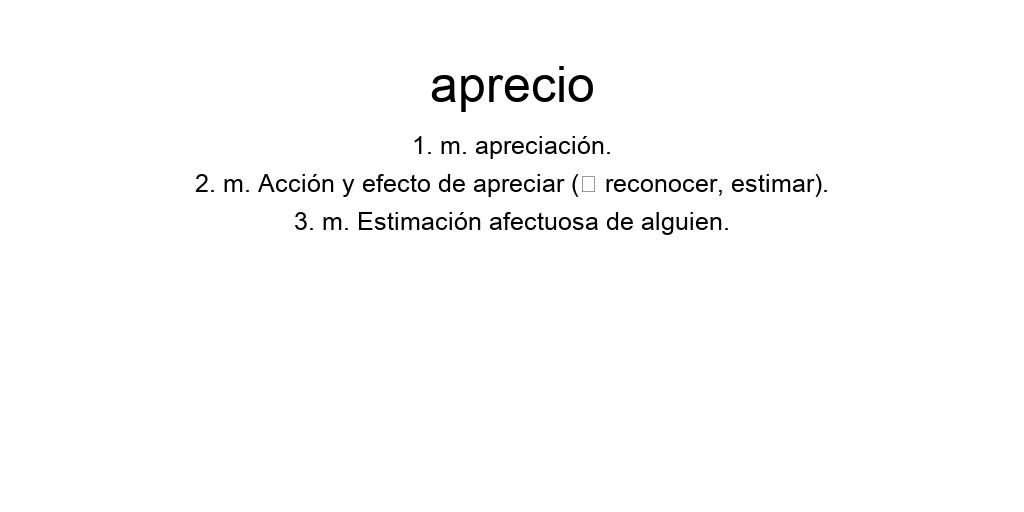 aprecio
1. m. apreciación.
2. m. Acción y efecto de apreciar (□ reconocer, estimar).
3. m. Estimación afectuosa de alguien.